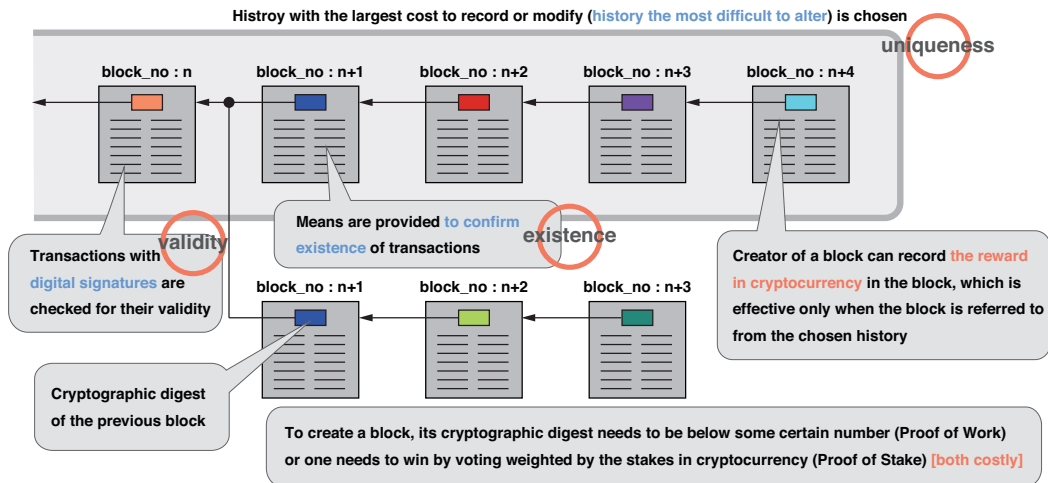 Histroy with the largest cost to record or modify (history the most difficult to alter) is chosen
uniqueness
block_no : n
block_no : n+1
block_no : n+2
block_no : n+3
block_no : n+4
Means are provided to confirm
existence of transactions
existence
validity
Transactions with
digital signatures are
checked for their validity
Creator of a block can record the reward
in cryptocurrency in the block, which is
effective only when the block is referred to
from the chosen history
block_no : n+1
block_no : n+2
block_no : n+3
Cryptographic digest
of the previous block
To create a block, its cryptographic digest needs to be below some certain number (Proof of Work)
or one needs to win by voting weighted by the stakes in cryptocurrency (Proof of Stake) [both costly]